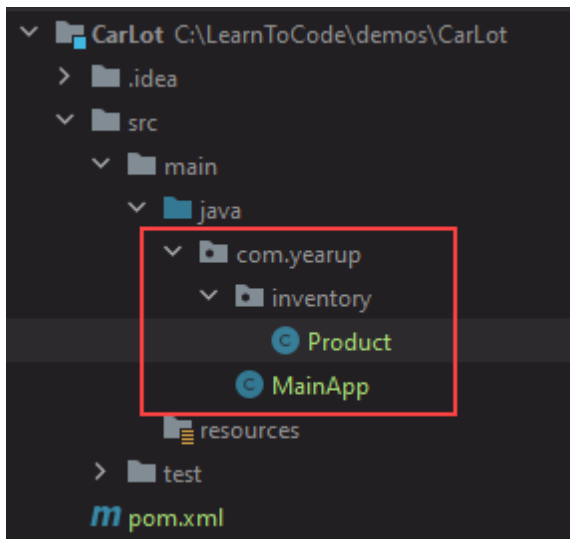 CarLot C:\LearnToCode\demos\CarLot
.idea
src
main
java
com.yearup
inventory
C Product
C MainApp
resources
test
m pom.xml